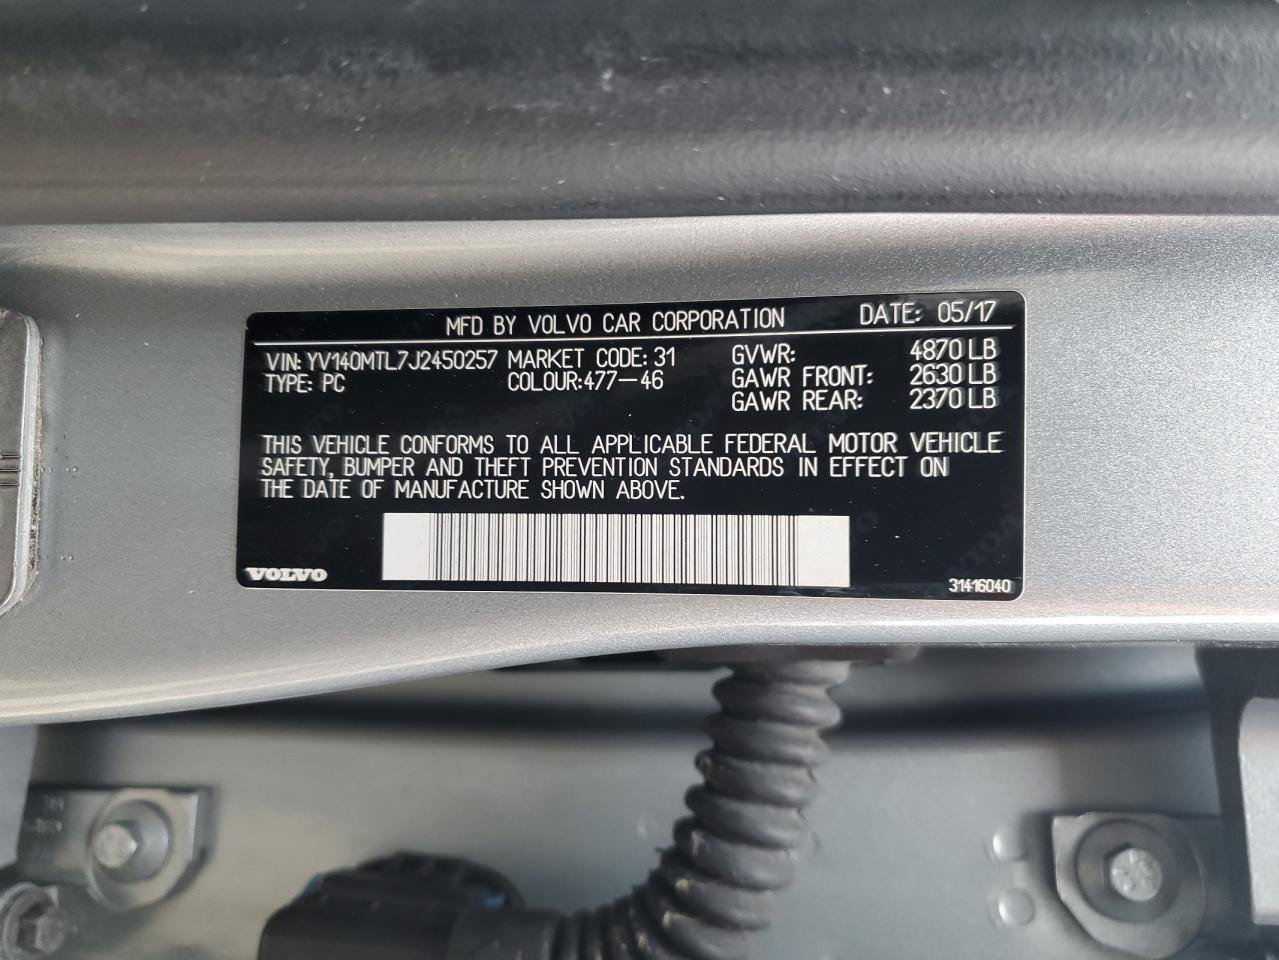 MFD BY VOLVO CAR CORPORATION DATE: 05/17
VIN: YV140MTL7J2450257 MARKET CODE: 31 GVWR: 4870 LB
TYPE: PC COLOUR:477-46 GAWR FRONT: 2630 LB
GAWR REAR: 2370 LB
THIS VEHICLE CONFORMS TO ALL APPLICABLE FEDERAL MOTOR VEHICLE
SAFETY, BUMPER AND THEFT PREVENTION STANDARDS IN EFFECT ON
THE DATE OF MANUFACTURE SHOWN ABOVE.
VOLVO 31416040